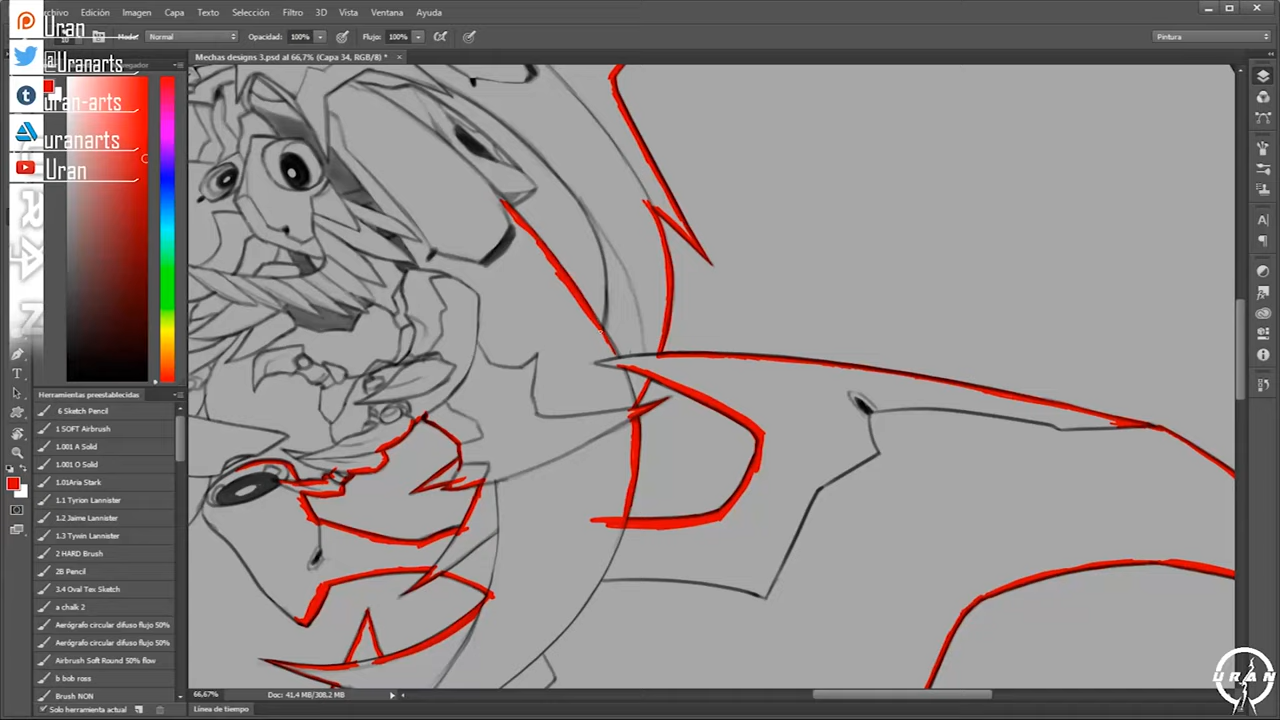 Archivo Edición Imagen Capa Texto Selección Filtro 3D Vista Ventana Ayuda
10 Modo: Normal Opacidad: 100% Flujo: 100% Pintura
Mechas designs 3.psd al 66,7% (Capa 34, RGB/8) * ×
Uran
@Uranarts
uran-arts
uranarts
Uran
Herramientas preestablecidas
6 Sketch Pencil
1 SOFT Airbrush
1.001 A Solid
1.001 O Solid
1.01Aria Stark
1.1 Tyrion Lannister
1.2 Jaime Lannister
1.3 Tywin Lannister
2 HARD Brush
2B Pencil
3.4 Oval Tex Sketch
a chalk 2
Aerógrafo circular difuso flujo 50%
Aerógrafo circular difuso flujo 50%
Airbrush Soft Round 50% flow
b bob ross
Brush NON
Solo herramienta actual
66,67% Doc: 41.4 MB/308.2 MB
Línea de tiempo
URAN